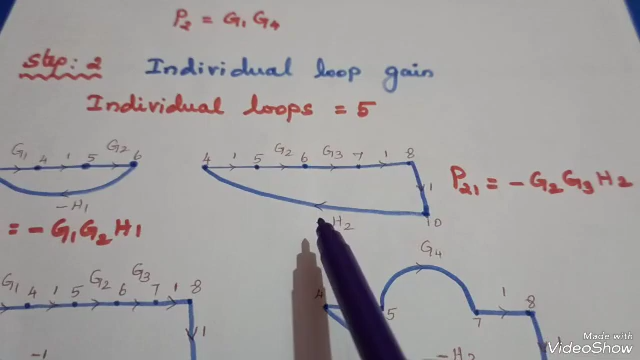 P2 = G1 G4
Step: 2 Individual loop gain
Individual loops = 5
G1 4 1 5 G2 6
-H1
= - G1 G2 H1
4 1 5 G2 6 G3 7 1 8
1
10
H2
P21 = - G2 G3 H2
G1 4 1 5 G2 6 G3 7 1 8
1
-1
4 5 G4 7 1 8
1
-H2
Made with
VivaVideo